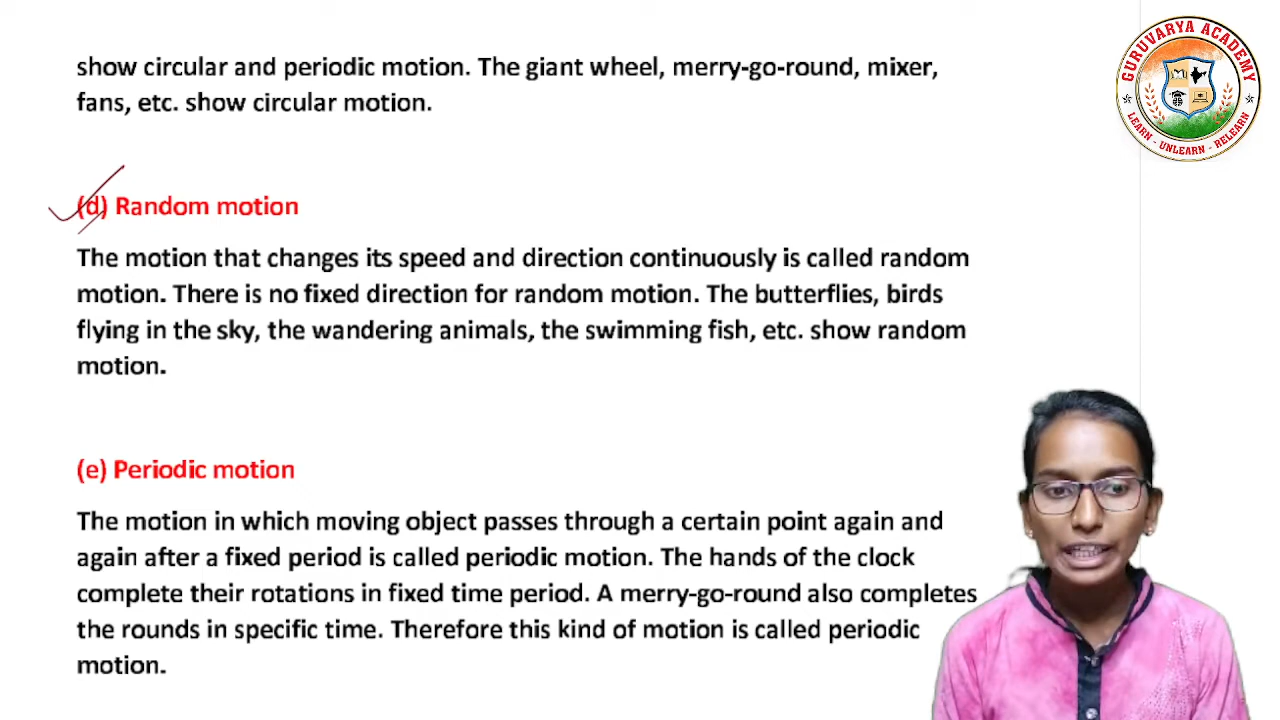 show circular and periodic motion. The giant wheel, merry-go-round, mixer,
fans, etc. show circular motion.
(d) Random motion
The motion that changes its speed and direction continuously is called random
motion. There is no fixed direction for random motion. The butterflies, birds
flying in the sky, the wandering animals, the swimming fish, etc. show random
motion.
(e) Periodic motion
The motion in which moving object passes through a certain point again and
again after a fixed period is called periodic motion. The hands of the clock
complete their rotations in fixed time period. A merry-go-round also completes
the rounds in specific time. Therefore this kind of motion is called periodic
motion.
GURUVARYA ACADEMY
LEARN - UNLEARN - RELEARN